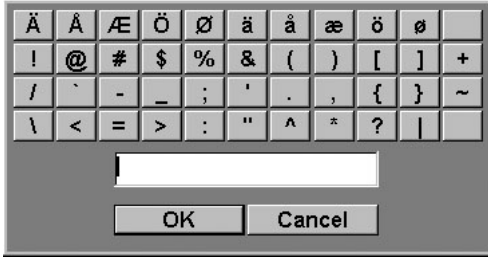 Ä Å Æ Ö Ø ä å æ ö ø
! @ # $ % & ( ) [ ] +
/ ` - _ ; ' . , { } ~
\ < = > : " ^ * ? |
OK Cancel